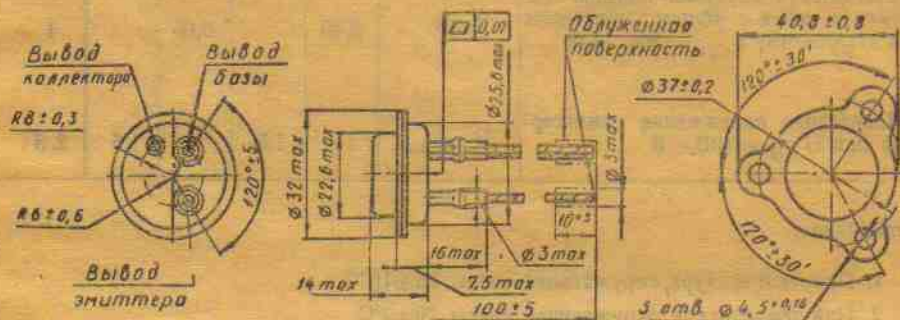 Вывод
коллектора
Вывод
базы
R8±0,3
R6±0,6
120°±5
Вывод
эмиттера
0,01
Ø32 max
Ø22,6 max
Ø25,8 max
Облуженная
поверхность
Ø5 max
10±3
16 max
Ø3 max
14 max
7,5 max
100±5
40,8±0,8
120°±30'
Ø37±0,2
120°±30'
3 отв. Ø4,5+0,16